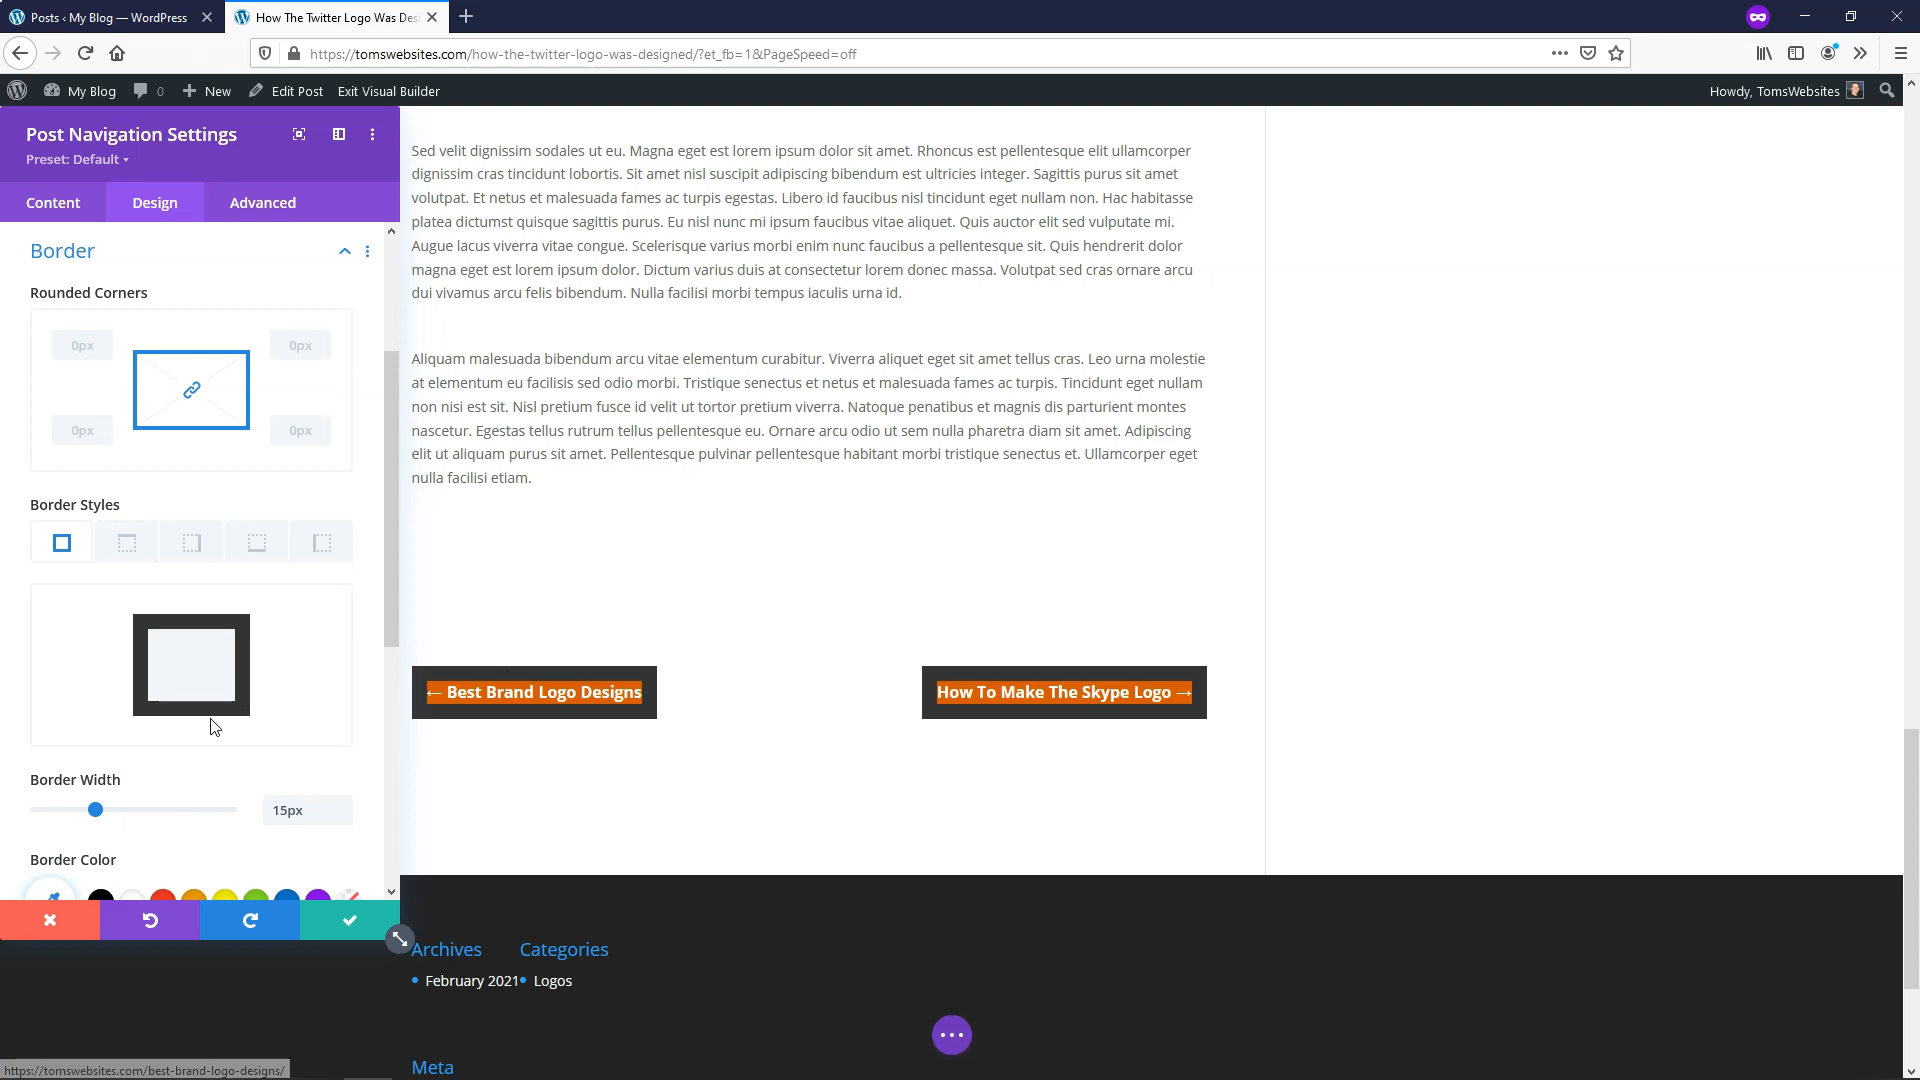 Posts ‹ My Blog — WordPress
How The Twitter Logo Was Des
https://tomswebsites.com/how-the-twitter-logo-was-designed/?et_fb=1&PageSpeed=off
My Blog
0
New
Edit Post
Exit Visual Builder
Howdy, TomsWebsites
Post Navigation Settings
Preset: Default
Content
Design
Advanced
Border
Rounded Corners
0px
0px
0px
0px
Border Styles
Border Width
15px
Border Color
Sed velit dignissim sodales ut eu. Magna eget est lorem ipsum dolor sit amet. Rhoncus est pellentesque elit ullamcorper
dignissim cras tincidunt lobortis. Sit amet nisl suscipit adipiscing bibendum est ultricies integer. Sagittis purus sit amet
volutpat. Et netus et malesuada fames ac turpis egestas. Libero id faucibus nisl tincidunt eget nullam non. Hac habitasse
platea dictumst quisque sagittis purus. Eu nisl nunc mi ipsum faucibus vitae aliquet. Quis auctor elit sed vulputate mi.
Augue lacus viverra vitae congue. Scelerisque varius morbi enim nunc faucibus a pellentesque sit. Quis hendrerit dolor
magna eget est lorem ipsum dolor. Dictum varius duis at consectetur lorem donec massa. Volutpat sed cras ornare arcu
dui vivamus arcu felis bibendum. Nulla facilisi morbi tempus iaculis urna id.
Aliquam malesuada bibendum arcu vitae elementum curabitur. Viverra aliquet eget sit amet tellus cras. Leo urna molestie
at elementum eu facilisis sed odio morbi. Tristique senectus et netus et malesuada fames ac turpis. Tincidunt eget nullam
non nisi est sit. Nisl pretium fusce id velit ut tortor pretium viverra. Natoque penatibus et magnis dis parturient montes
nascetur. Egestas tellus rutrum tellus pellentesque eu. Ornare arcu odio ut sem nulla pharetra diam sit amet. Adipiscing
elit ut aliquam purus sit amet. Pellentesque pulvinar pellentesque habitant morbi tristique senectus et. Ullamcorper eget
nulla facilisi etiam.
← Best Brand Logo Designs
How To Make The Skype Logo →
Archives
February 2021
Categories
Logos
Meta
https://tomswebsites.com/best-brand-logo-designs/